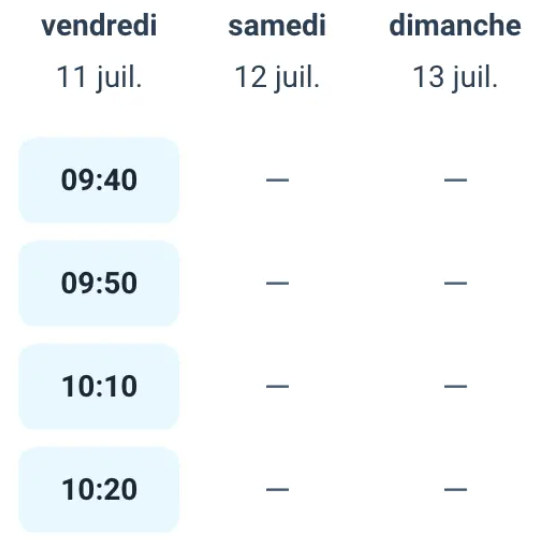 vendredi samedi dimanche
11 juil. 12 juil. 13 juil.
09:40 — —
09:50 — —
10:10 — —
10:20 — —